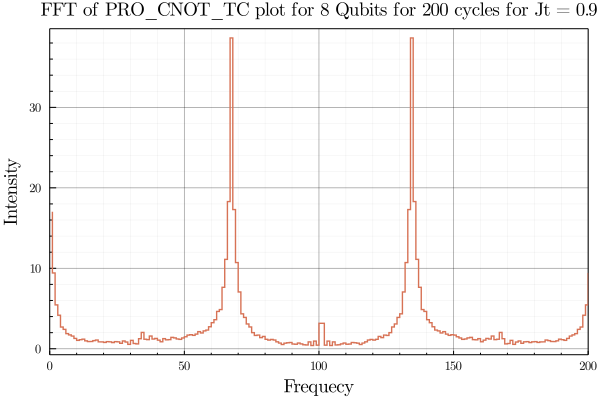 FFT of PRO_CNOT_TC plot for 8 Qubits for 200 cycles for Jt = 0.9
Intensity
30
20
10
0
0 50 100 150 200
Frequecy